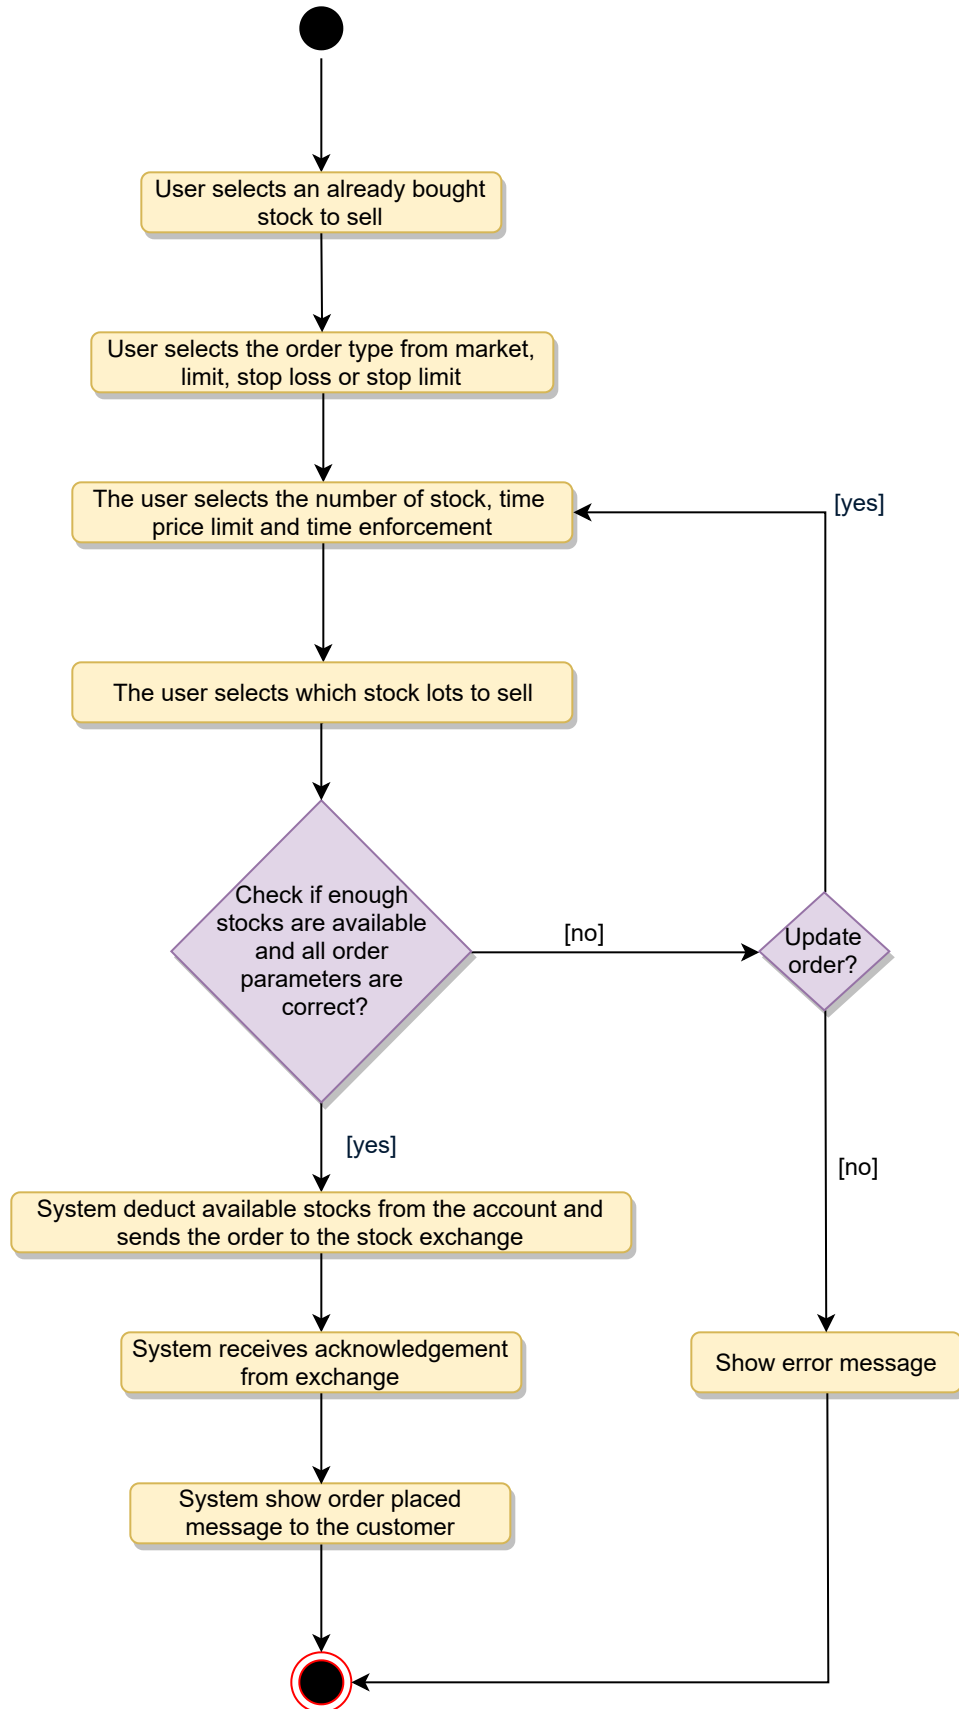 User selects an already bought
stock to sell
User selects the order type from market,
limit, stop loss or stop limit
The user selects the number of stock, time
price limit and time enforcement
[yes]
The user selects which stock lots to sell
Check if enough
stocks are available
and all order
parameters are
correct?
[no]
Update
order?
[yes]
[no]
System deduct available stocks from the account and
sends the order to the stock exchange
System receives acknowledgement
from exchange
Show error message
System show order placed
message to the customer